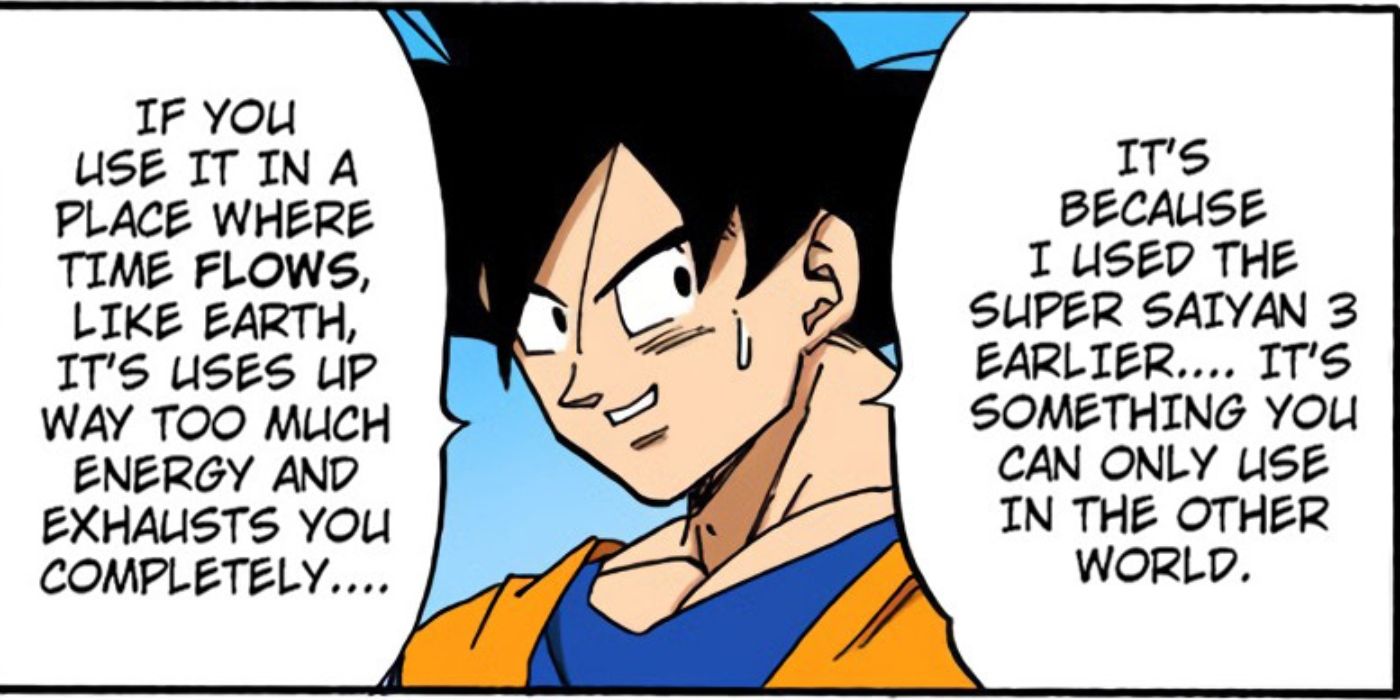 IT'S
BECAUSE
I USED THE
SUPER SAIYAN 3
EARLIER.... IT'S
SOMETHING YOU
CAN ONLY USE
IN THE OTHER
WORLD.
IF YOU
USE IT IN A
PLACE WHERE
TIME FLOWS,
LIKE EARTH,
IT'S USES UP
WAY TOO MUCH
ENERGY AND
EXHAUSTS YOU
COMPLETELY....